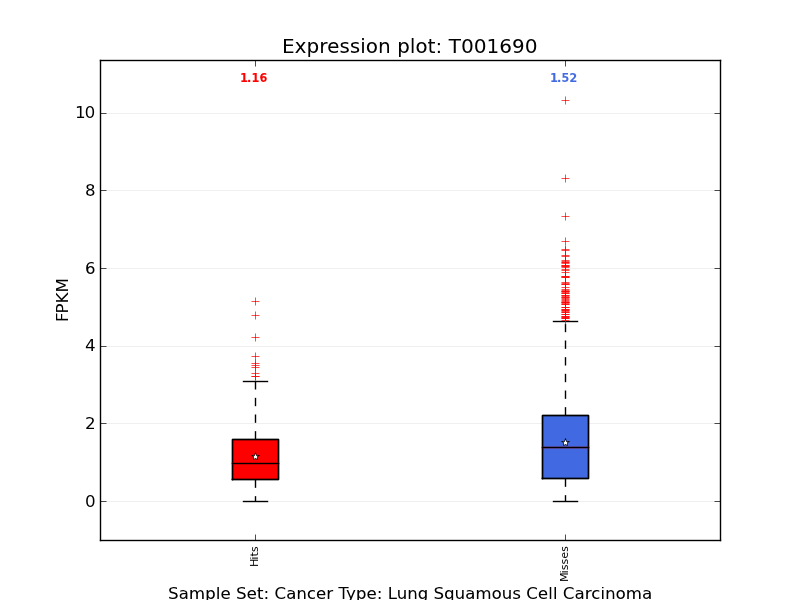 Expression plot: T001690
1.16 1.52
10
8
6
4
2
0
FPKM
Hits Misses
Sample Set: Cancer Type: Lung Squamous Cell Carcinoma